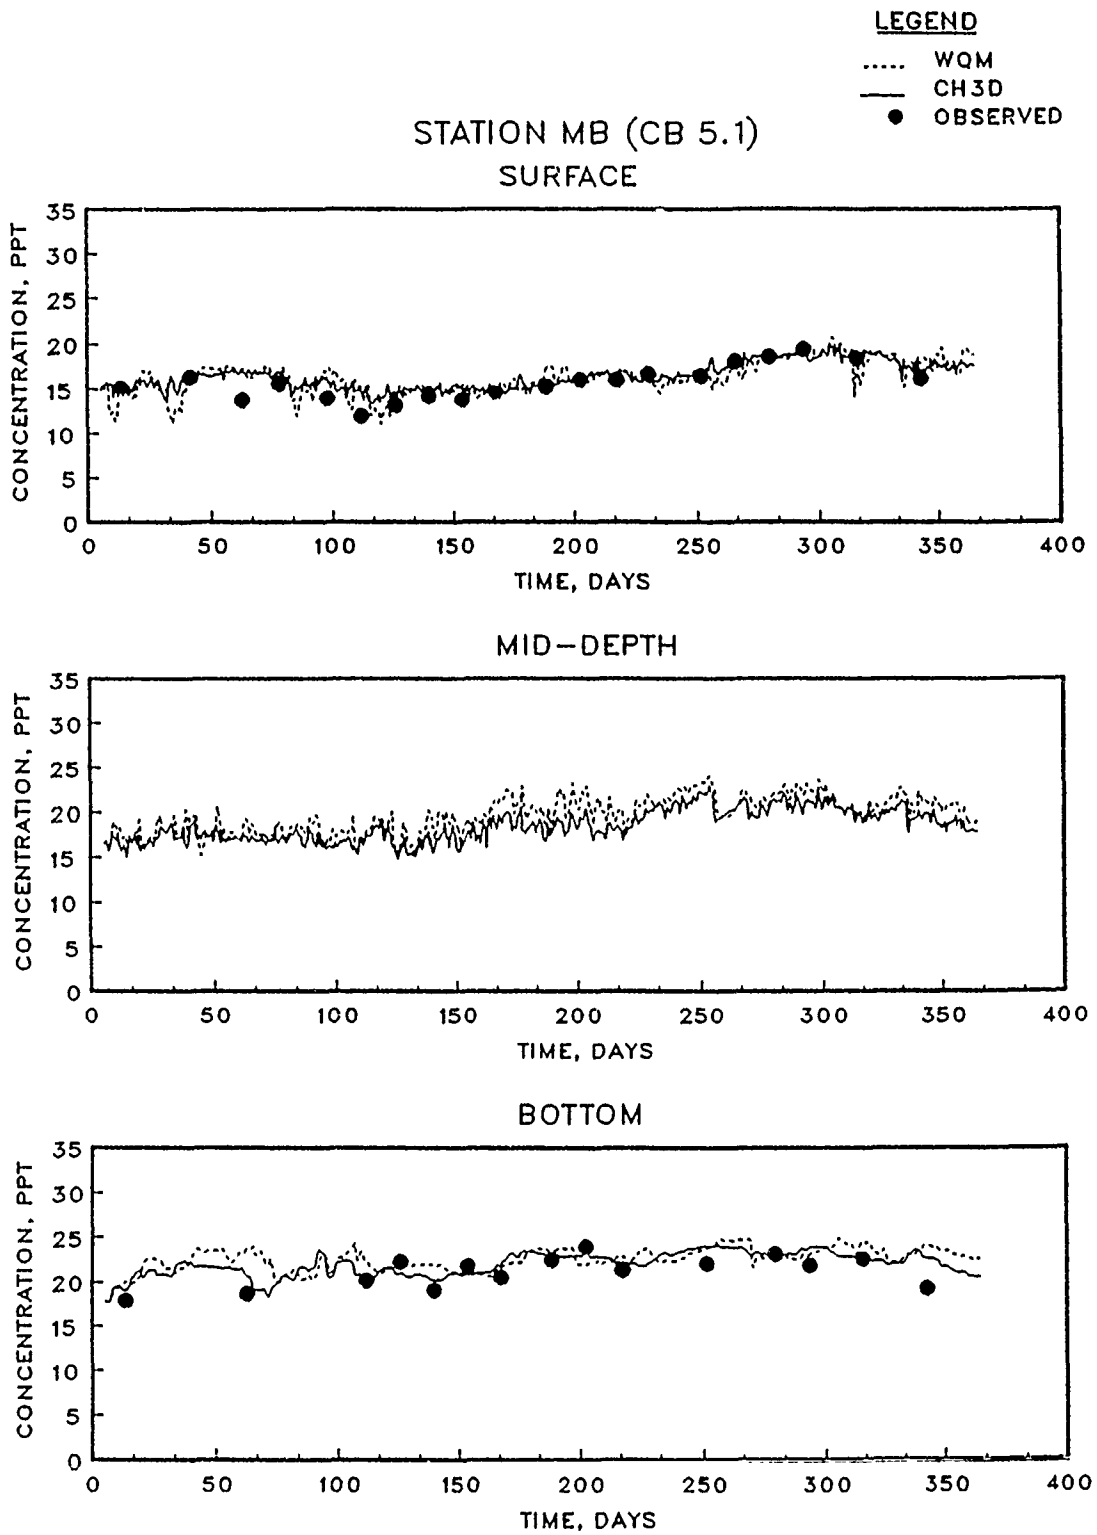 LEGEND
WQM
CH3D
OBSERVED
STATION MB (CB 5.1)
SURFACE
CONCENTRATION, PPT
35
30
25
20
15
10
5
0
0 50 100 150 200 250 300 350 400
TIME, DAYS
MID-DEPTH
CONCENTRATION, PPT
35
30
25
20
15
10
5
0
0 50 100 150 200 250 300 350 400
TIME, DAYS
BOTTOM
CONCENTRATION, PPT
35
30
25
20
15
10
5
0
0 50 100 150 200 250 300 350 400
TIME, DAYS